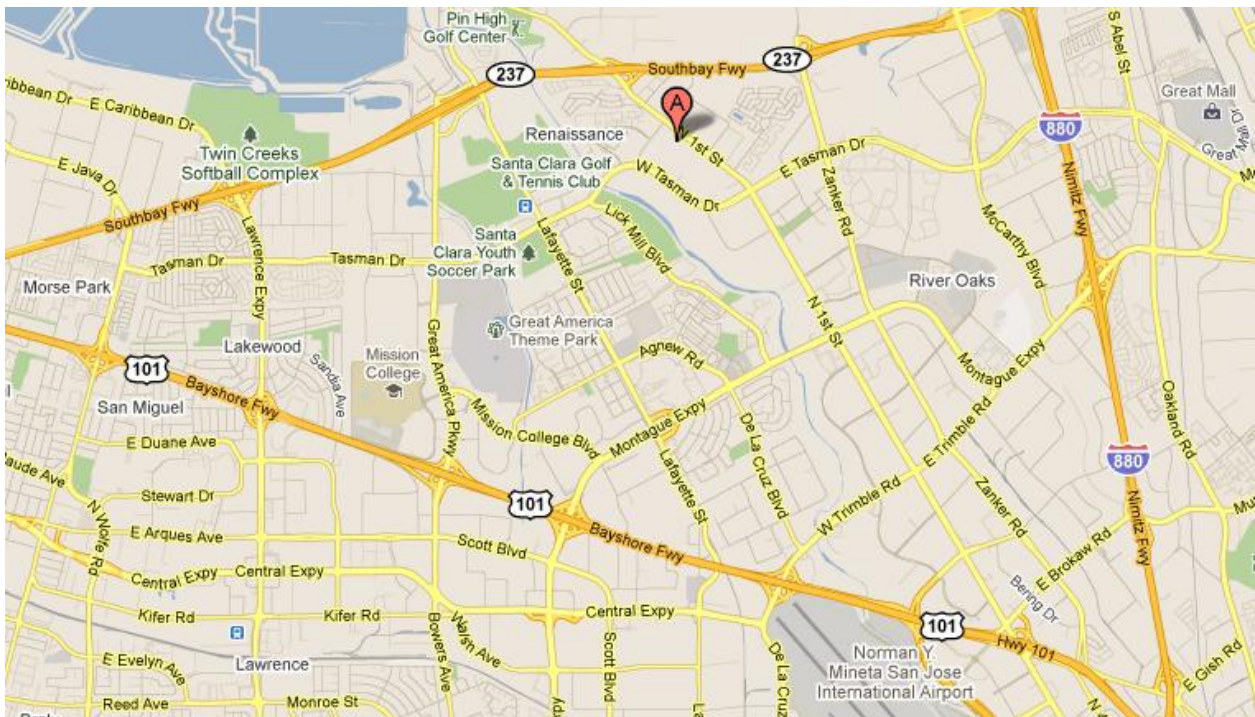 Pin High
Golf Center
237
Southbay Fwy
237
S Abel St
Great Mall
E Caribbean Dr
Twin Creeks
Softball Complex
E Java Dr
Southbay Fwy
Renaissance
A
N 1st St
Santa Clara Golf
& Tennis Club
W Tasman Dr
E Tasman Dr
Zanker Rd
880
Nimitz Fwy
McCarthy Blvd
Great Mall
Lawrence Expy
Tasman Dr
Tasman Dr
Santa
Clara Youth
Soccer Park
Lafayette St
Lick Mill Blvd
Morse Park
River Oaks
N 1st St
Great America
Theme Park
Great America Pkwy
Agnew Rd
Montague Expy
Lakewood
Sandia Ave
Mission
College
101
Bayshore Fwy
San Miguel
Mission College Blvd
Montague Expy
De La Cruz Blvd
E Trimble Rd
Oakland Rd
880
E Duane Ave
Stewart Dr
N Wolfe Rd
101
Lafayette St
W Trimble Rd
Zanker Rd
Nimitz Fwy
E Arques Ave
Scott Blvd
Bayshore Fwy
E Brokaw Rd
Bering Dr
Central Expy
Central Expy
Kifer Rd
Kifer Rd
Central Expy
Bowers Ave
Walsh Ave
Scott Blvd
De La Cruz
101
Hwy 101
E Gish Rd
Norman Y.
Mineta San Jose
International Airport
E Evelyn Ave
Lawrence
Reed Ave
Monroe St